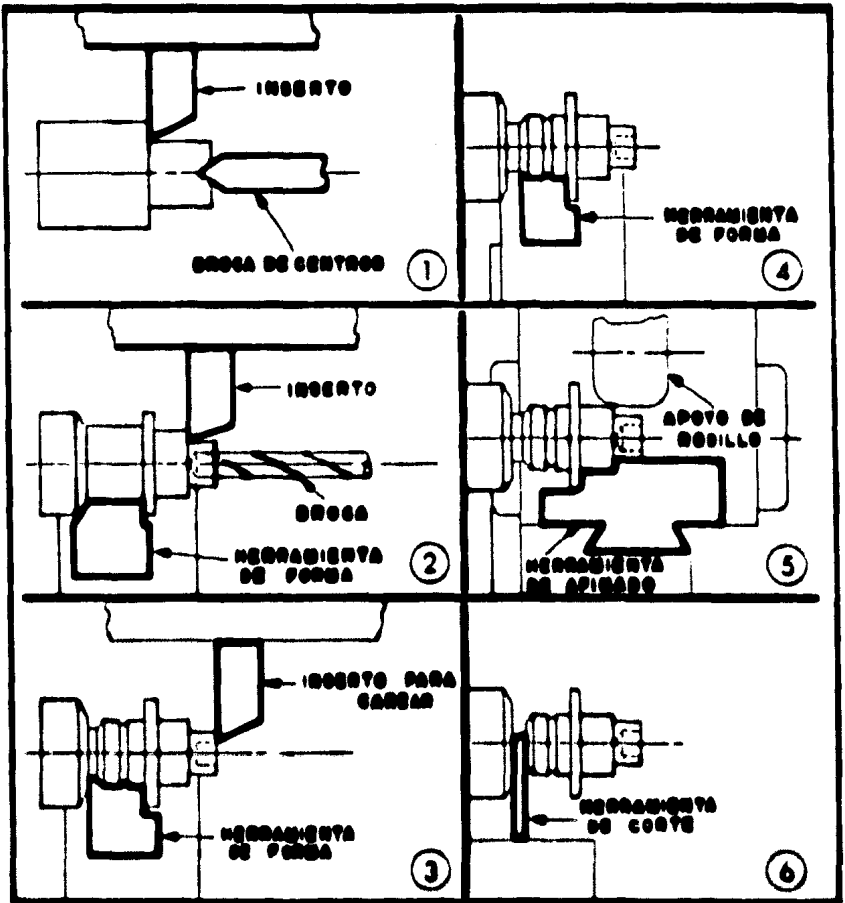 INSERTO
BROCA DE CENTROS
1
INSERTO
BROCA
HERRAMIENTA
DE FORMA
2
INSERTO PARA
CAREAR
HERRAMIENTA
DE FORMA
3
HERRAMIENTA
DE FORMA
4
APOYO DE
RODILLO
HERRAMIENTA
DE AFINADO
5
HERRAMIENTA
DE CORTE
6